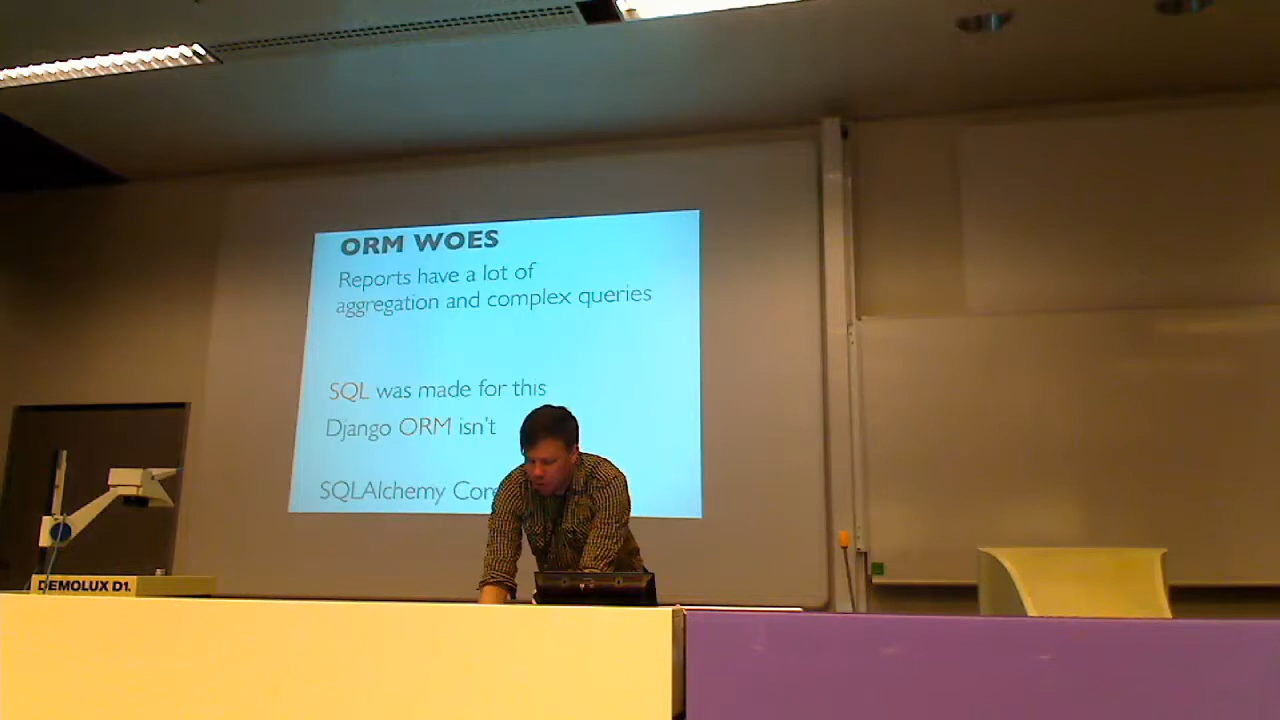 ORM WOES
Reports have a lot of
aggregation and complex queries
SQL was made for this
Django ORM isn't
SQLAlchemy
DEMOLUX D1.